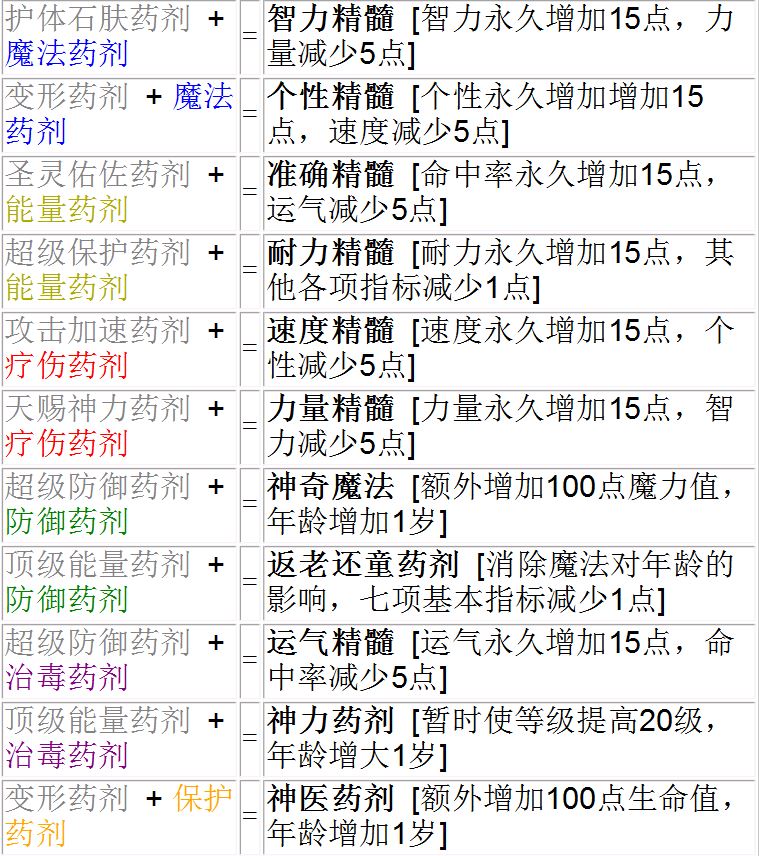 护体石肤药剂 + = 智力精髓 [智力永久增加15点，力
魔法药剂 量减少5点]
变形药剂 + 魔法 = 个性精髓 [个性永久增加增加15
药剂 点，速度减少5点]
圣灵佑佐药剂 + = 准确精髓 [命中率永久增加15点，
能量药剂 运气减少5点]
超级保护药剂 + = 耐力精髓 [耐力永久增加15点，其
能量药剂 他各项指标减少1点]
攻击加速药剂 + = 速度精髓 [速度永久增加15点，个
疗伤药剂 性减少5点]
天赐神力药剂 + = 力量精髓 [力量永久增加15点，智
疗伤药剂 力减少5点]
超级防御药剂 + = 神奇魔法 [额外增加100点魔力值，
防御药剂 年龄增加1岁]
顶级能量药剂 + = 返老还童药剂 [消除魔法对年龄的
防御药剂 影响，七项基本指标减少1点]
超级防御药剂 + = 运气精髓 [运气永久增加15点，命
治毒药剂 中率减少5点]
顶级能量药剂 + = 神力药剂 [暂时使等级提高20级，
治毒药剂 年龄增大1岁]
变形药剂 + 保护 = 神医药剂 [额外增加100点生命值，
药剂 年龄增加1岁]